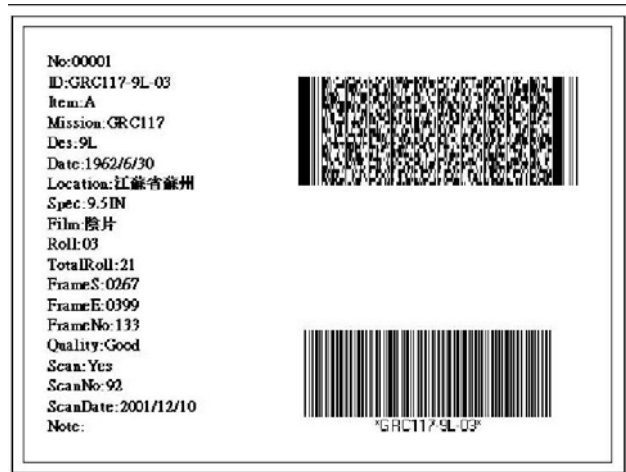 No:00001
ID:GRC117-9L-03
Item:A
Mission:GRC117
Des:9L
Date:1962/6/30
Location:江蘇省蘇州
Spec:9.5IN
Film:陰片
Roll:03
TotalRoll:21
FrameS:0267
FrameE:0399
FrameNo:133
Quality:Good
Scan:Yes
ScanNo:92
ScanDate:2001/12/10
Note:
*GRC117-9L-03*